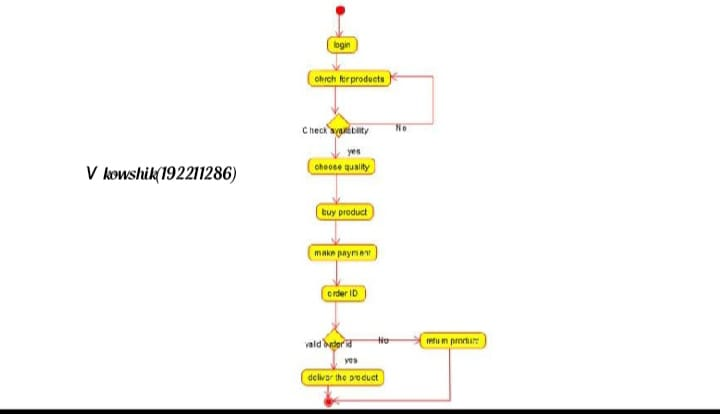 login
chrch for products
Check availability
No
yes
choose quality
V kowshik(192211286)
buy product
make payment
order ID
valid order id
No
return product
yes
deliver the product